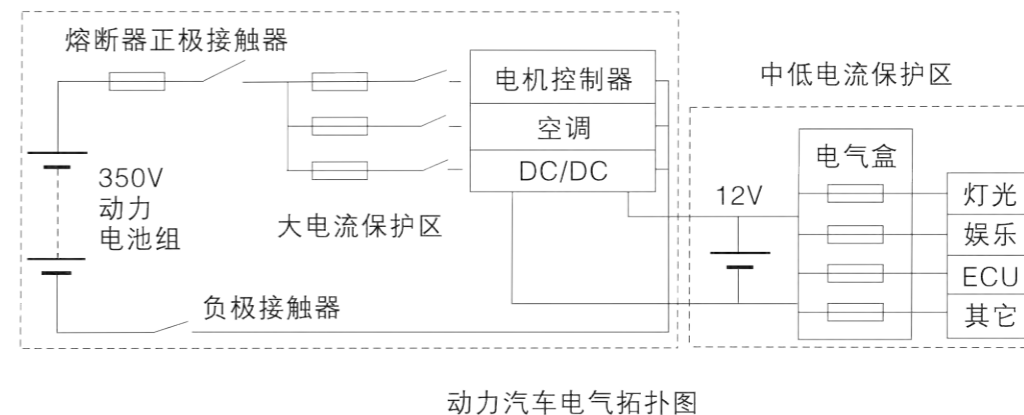 熔断器正极接触器
电机控制器
空调
DC/DC
350V
动力
电池组
大电流保护区
负极接触器
中低电流保护区
电气盒
12V
灯光
娱乐
ECU
其它
动力汽车电气拓扑图